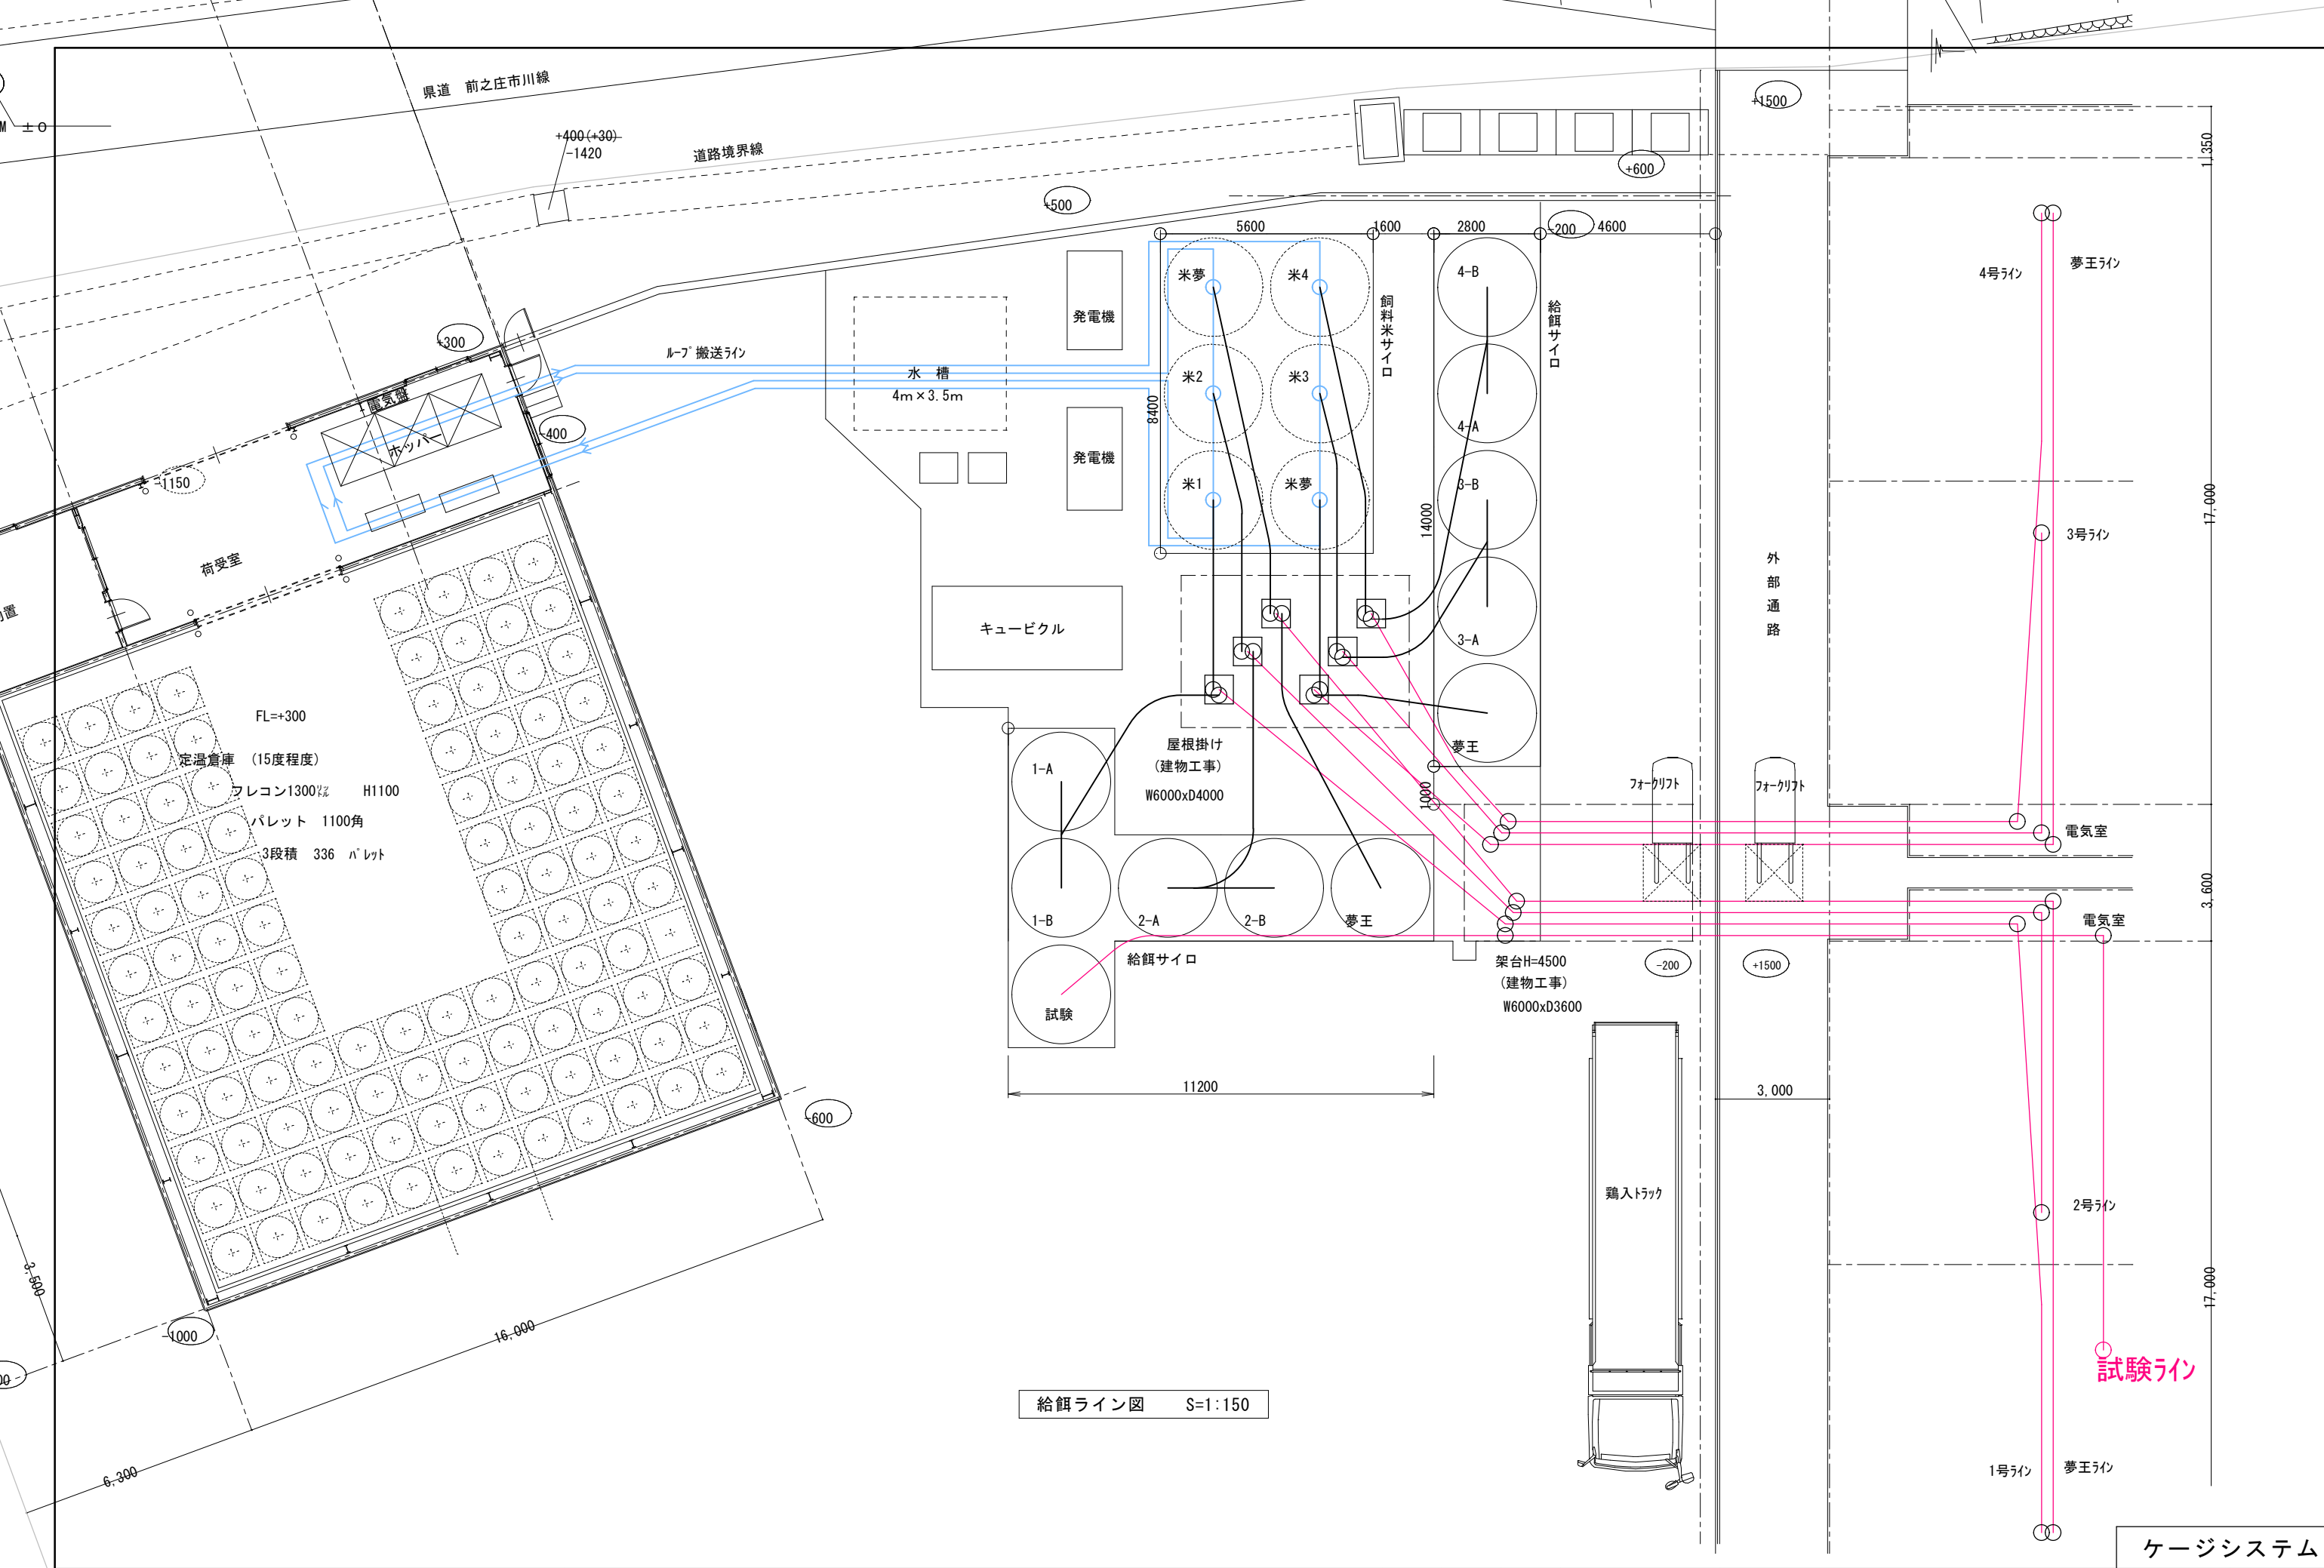 県道 前之庄市川線
M ±0
+400(+30)
-1420
道路境界線
+1500
+600
+500
1,350
5600
1600
2800
-200
4600
4号ﾗｲﾝ
夢王ﾗｲﾝ
米夢
米4
4-B
飼料米サイロ
給餌サイロ
発電機
+300
ﾙｰﾌﾟ搬送ﾗｲﾝ
水 槽
4m×3.5m
米2
米3
電気盤
ホッパー
-400
8400
4-A
発電機
-1150
米1
米夢
3-B
14000
17,000
3号ﾗｲﾝ
荷受室
外部通路
キュービクル
3-A
FL=+300
定温倉庫 (15度程度)
フレコン1300㍑ H1100
パレット 1100角
3段積 336 ﾊﾟﾚｯﾄ
屋根掛け
(建物工事)
W6000xD4000
夢王
1-A
1000
フォークﾘﾌﾄ
フォークﾘﾌﾄ
電気室
3,600
1-B
2-A
2-B
夢王
電気室
給餌サイロ
架台H=4500
(建物工事)
W6000xD3600
-200
+1500
試験
11200
3,000
-600
鶏入ﾄﾗｯｸ
2号ﾗｲﾝ
3,500
17,000
-1000
16,000
試験ﾗｲﾝ
給餌ライン図 S=1:150
6,300
1号ﾗｲﾝ
夢王ﾗｲﾝ
ケージシステム